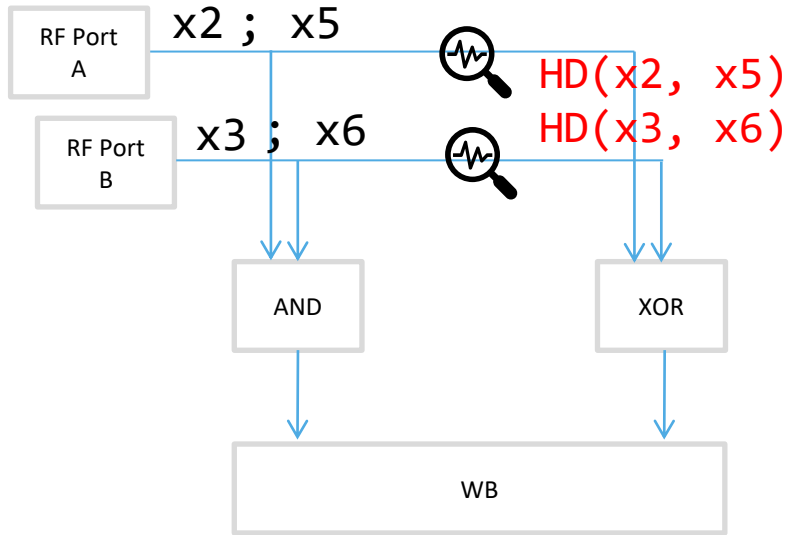 RF Port
A
x2 ; x5
HD(x2, x5)
RF Port
B
x3 ; x6
HD(x3, x6)
AND
XOR
WB